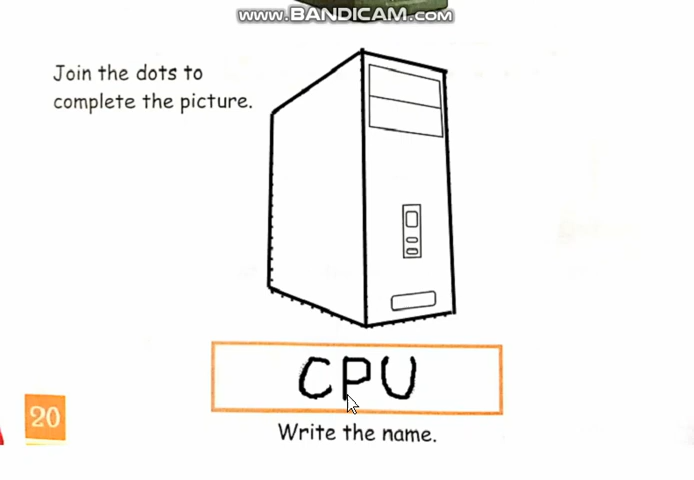 www.BANDICAM.com
Join the dots to
complete the picture.
CPU
20
Write the name.